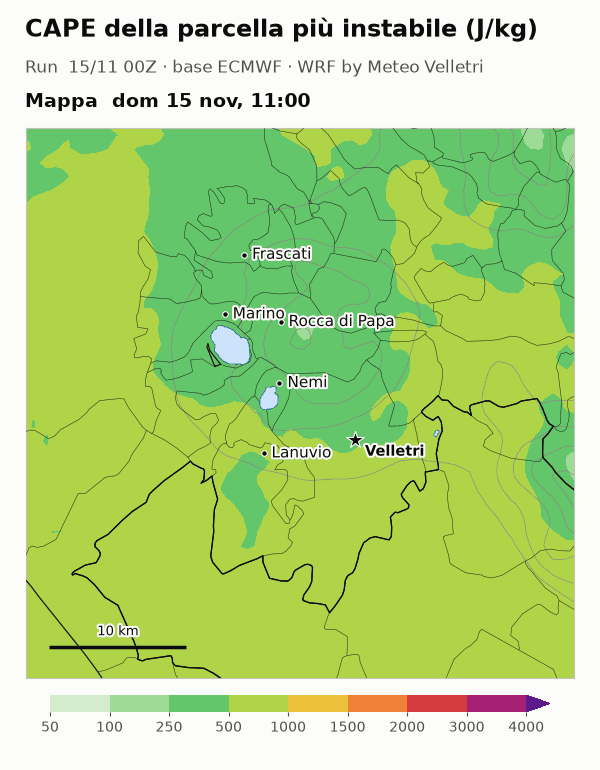 CAPE della parcella più instabile (J/kg)
Run 15/11 00Z · base ECMWF · WRF by Meteo Velletri
Mappa dom 15 nov, 11:00
Frascati
Marino
Rocca di Papa
Nemi
Velletri
Lanuvio
10 km
50 100 250 500 1000 1500 2000 3000 4000